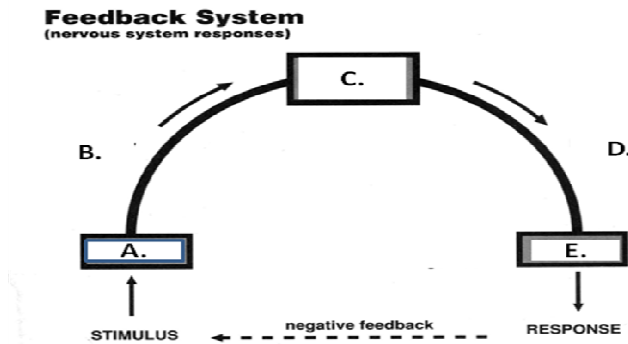 Feedback System
(nervous system responses)
C.
B.
D.
A.
E.
negative feedback
STIMULUS
RESPONSE